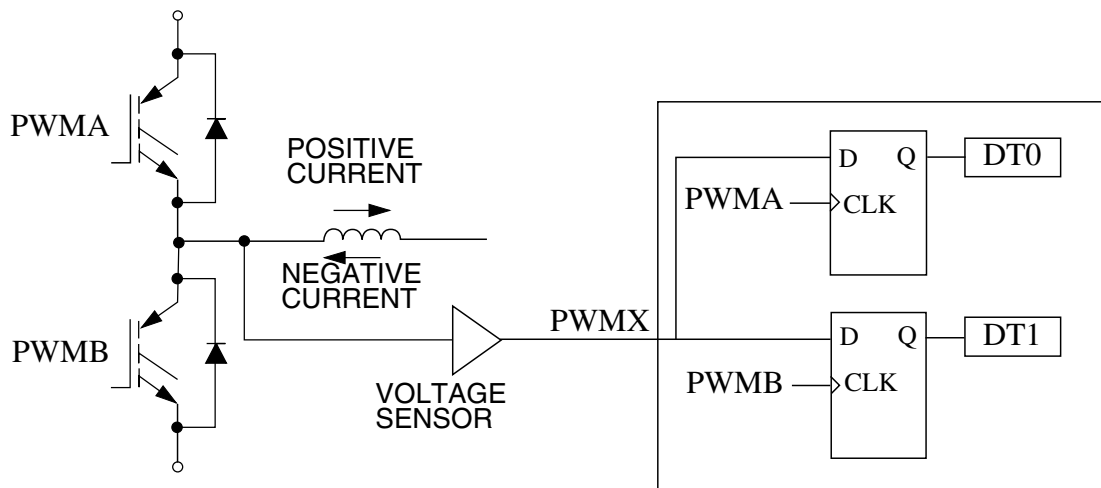 PWMA
POSITIVE
CURRENT
NEGATIVE
CURRENT
PWMB
VOLTAGE
SENSOR
PWMX
D Q
DT0
PWMA
CLK
D Q
DT1
PWMB
CLK